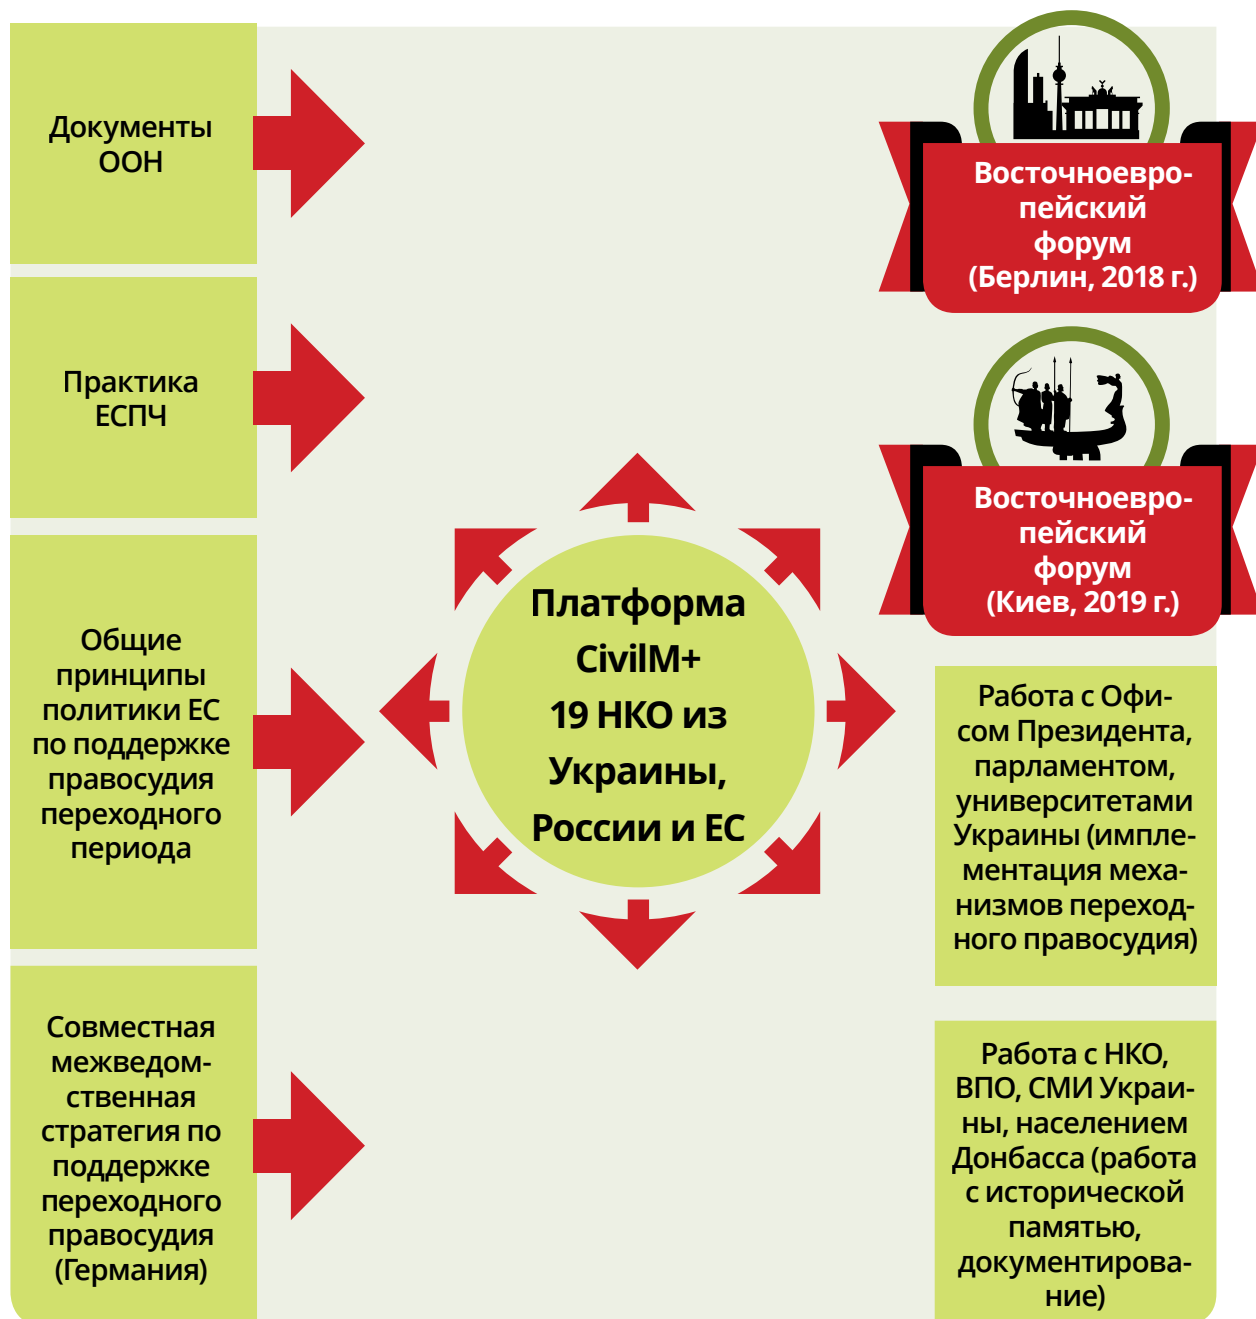 Документы
ООН
Практика
ЕСПЧ
Общие
принципы
политики ЕС
по поддержке
правосудия
переходного
периода
Совместная
межведом-
ственная
стратегия по
поддержке
переходного
правосудия
(Германия)
Платформа
CivilM+
19 НКО из
Украины,
России и ЕС
Восточноевро-
пейский
форум
(Берлин, 2018 г.)
Восточноевро-
пейский
форум
(Киев, 2019 г.)
Работа с Офи-
сом Президента,
парламентом,
университетами
Украины (импле-
ментация меха-
низмов переход-
ного правосудия)
Работа с НКО,
ВПО, СМИ Украи-
ны, населением
Донбасса (работа
с исторической
памятью,
документирова-
ние)